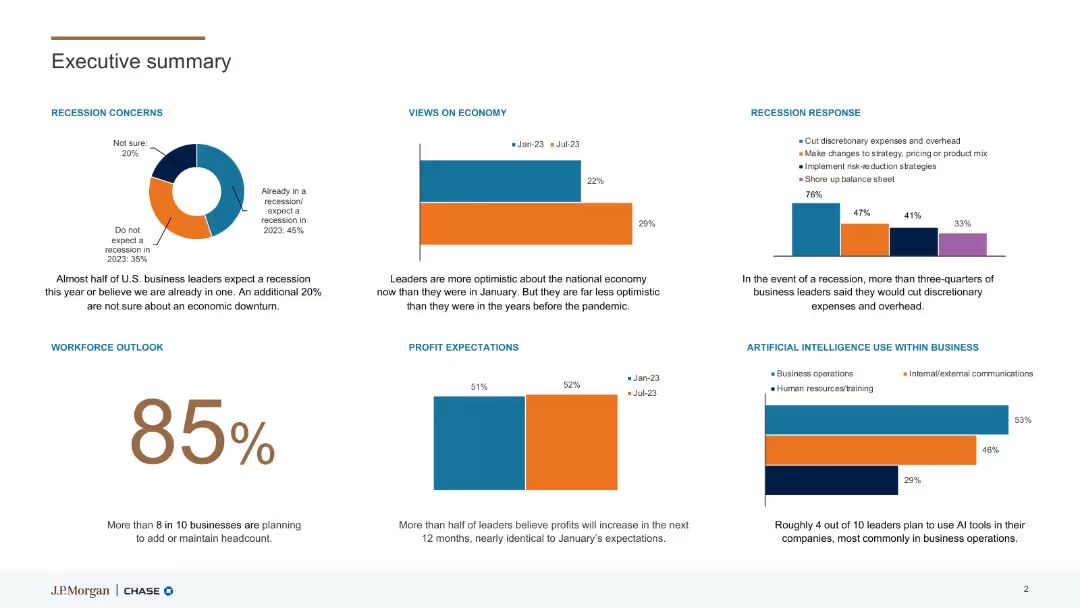 Executive summary
RECESSION CONCERNS
Not sure:
20%
Already in a
recession/
expect a
recession in
2023: 45%
Do not
expect a
recession in
2023: 35%
Almost half of U.S. business leaders expect a recession
this year or believe we are already in one. An additional 20%
are not sure about an economic downturn.
VIEWS ON ECONOMY
Jan-23 Jul-23
22%
29%
Leaders are more optimistic about the national economy
now than they were in January. But they are far less optimistic
than they were in the years before the pandemic.
RECESSION RESPONSE
Cut discretionary expenses and overhead
Make changes to strategy, pricing or product mix
Implement risk-reduction strategies
Shore up balance sheet
76%
47%
41%
33%
In the event of a recession, more than three-quarters of
business leaders said they would cut discretionary
expenses and overhead.
WORKFORCE OUTLOOK
85%
More than 8 in 10 businesses are planning
to add or maintain headcount.
PROFIT EXPECTATIONS
Jan-23
Jul-23
51%
52%
More than half of leaders believe profits will increase in the next
12 months, nearly identical to January's expectations.
ARTIFICIAL INTELLIGENCE USE WITHIN BUSINESS
Business operations Internal/external communications
Human resources/training
53%
46%
29%
Roughly 4 out of 10 leaders plan to use AI tools in their
companies, most commonly in business operations.
J.P.Morgan | CHASE
2